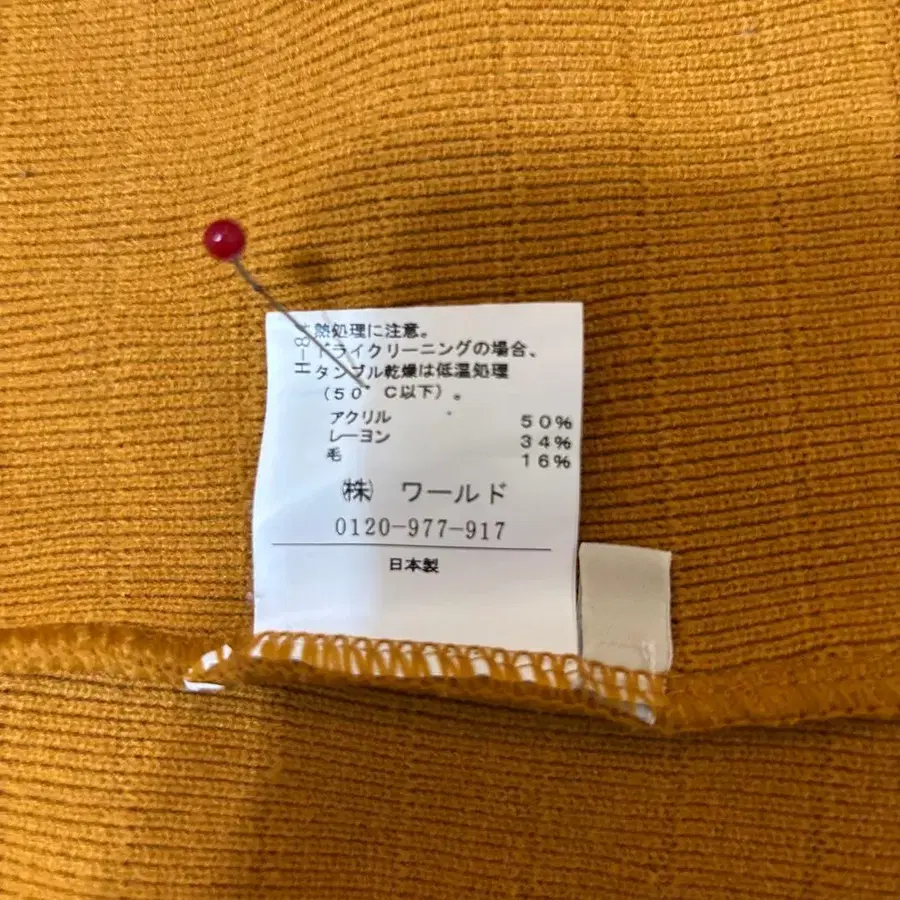 熱処理に注意。
ドライクリーニングの場合、
タンブル乾燥は低温処理
(50°C以下)。
アクリル 50%
レーヨン 34%
毛 16%
㈱ ワールド
0120-977-917
日本製